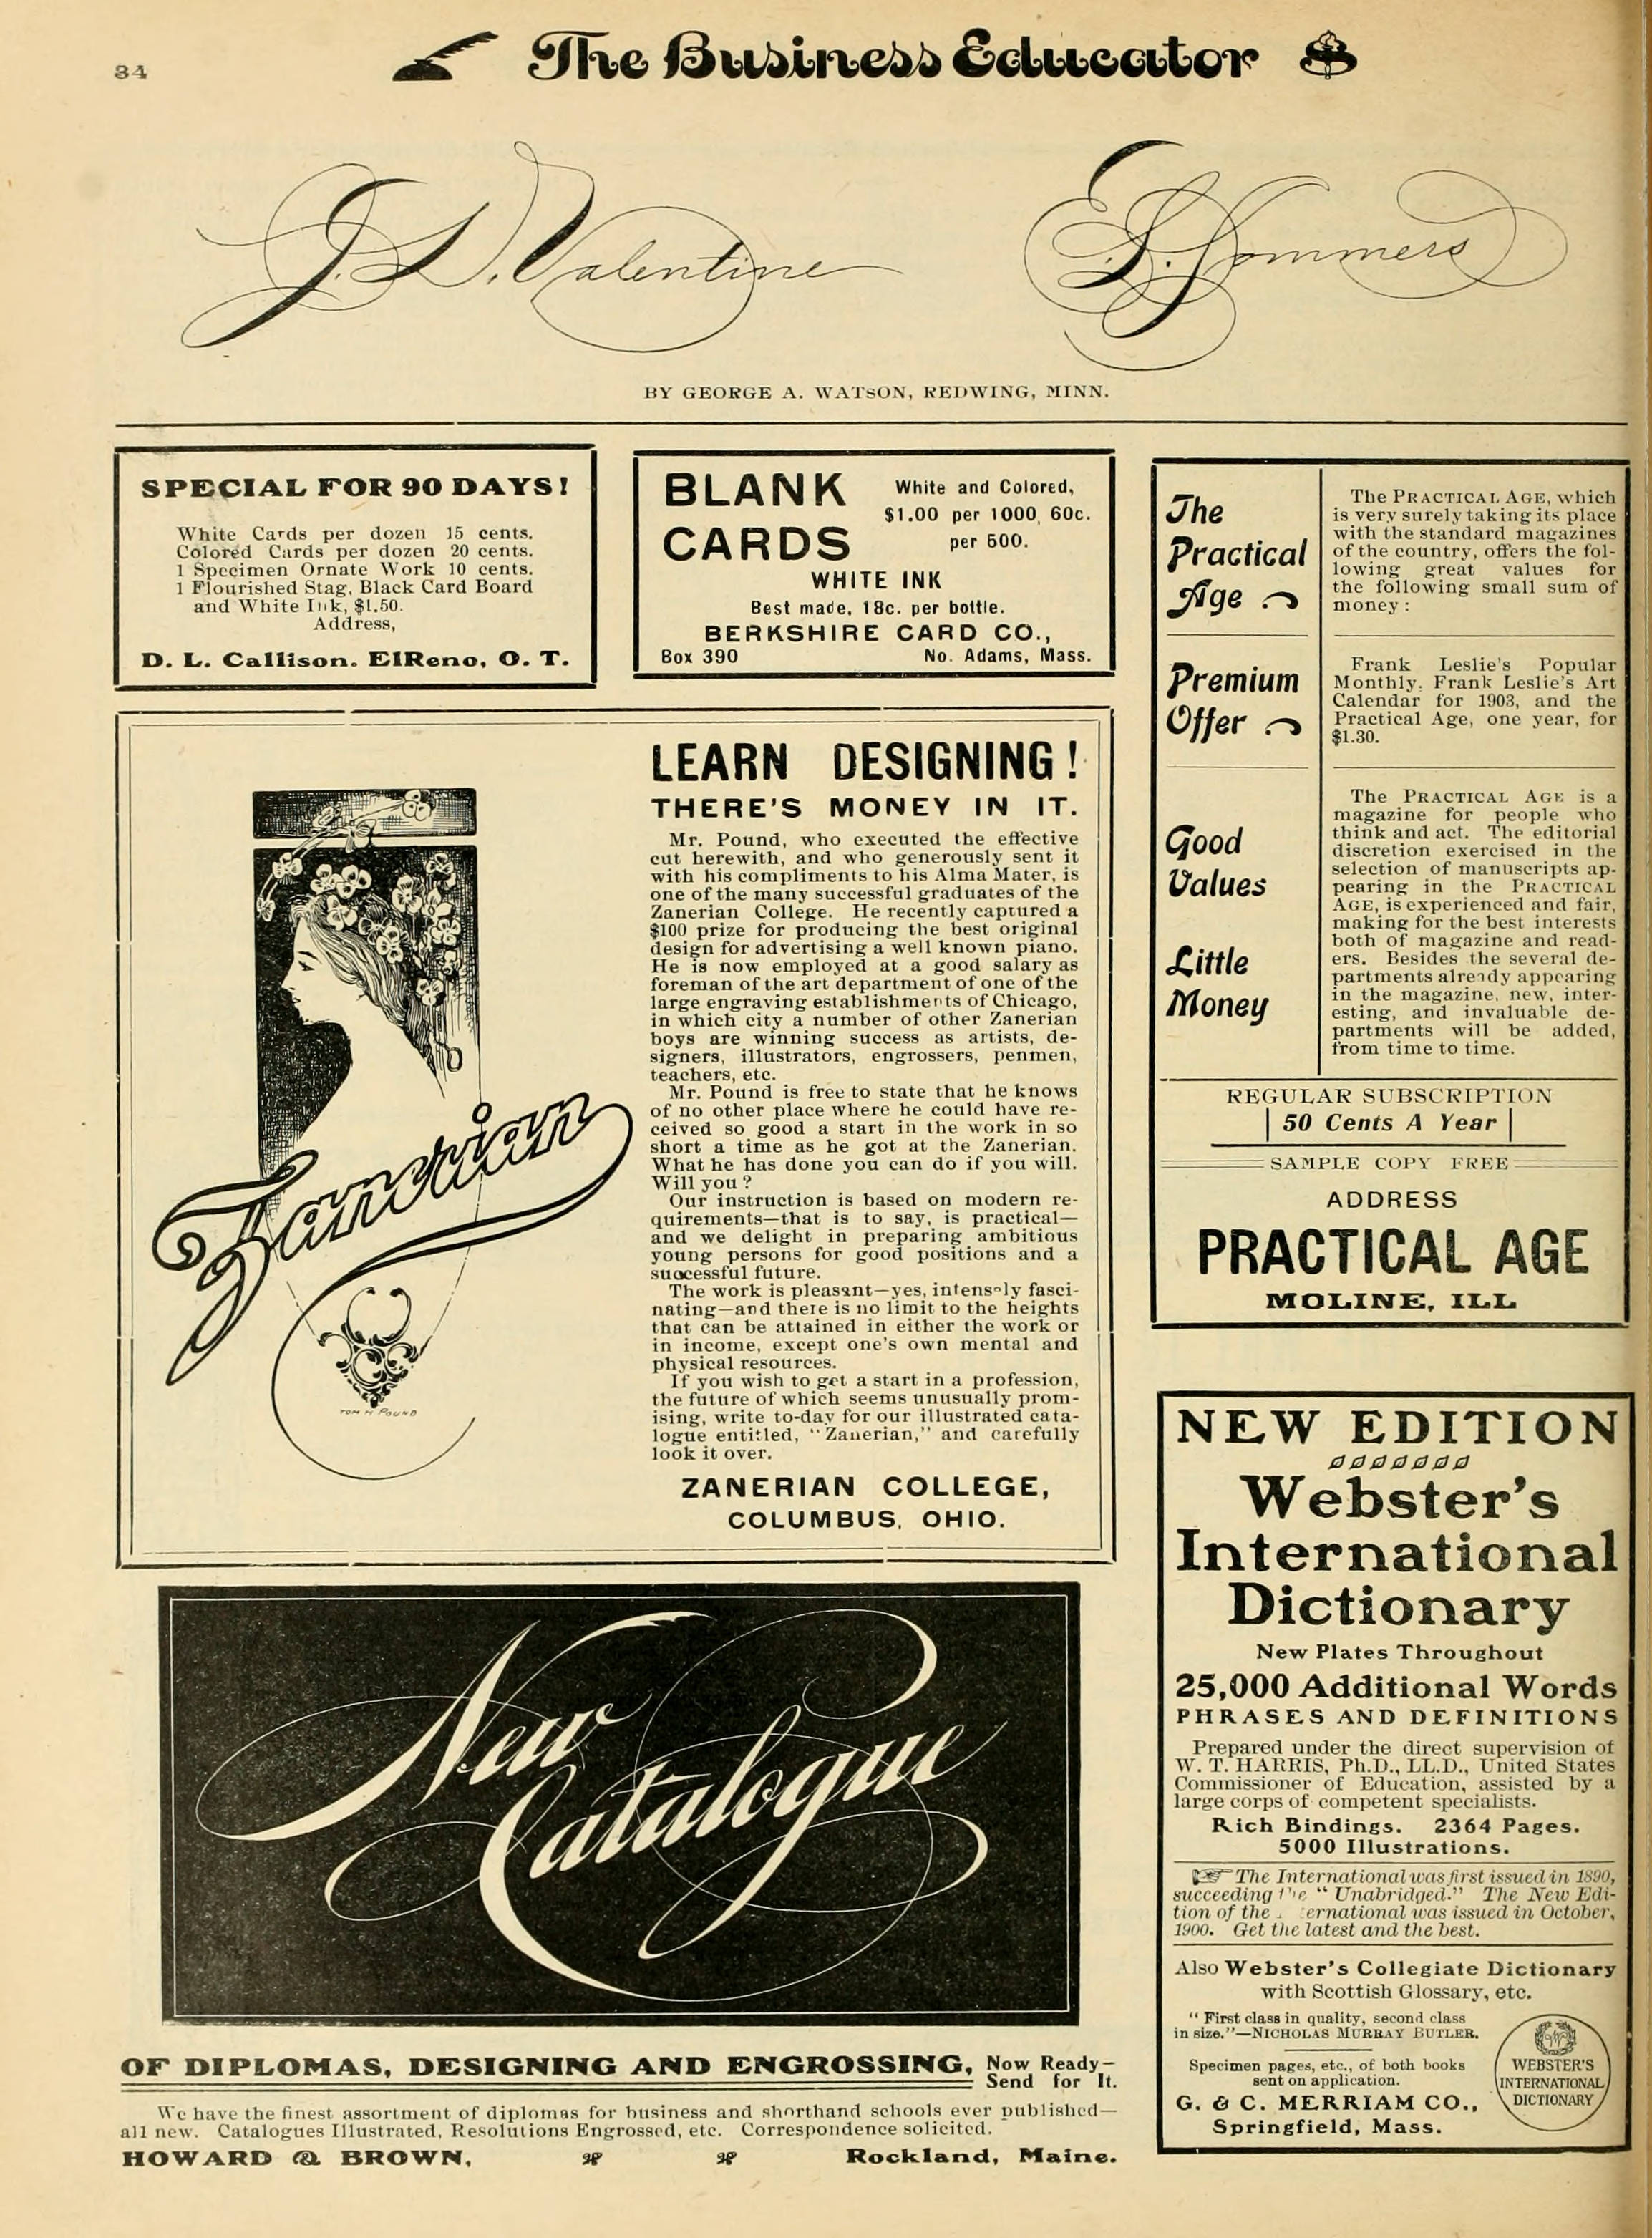 34
The Business Educator
J. D. Valentine
E. G. Sommers
BY GEORGE A. WATSON, REDWING, MINN.
SPECIAL FOR 90 DAYS!
White Cards per dozen 15 cents.
Colored Cards per dozen 20 cents.
1 Specimen Ornate Work 10 cents.
1 Flourished Stag, Black Card Board
and White Ink, $1.50.
Address,
D. L. Callison. ElReno, O. T.
BLANK
CARDS
White and Colored,
$1.00 per 1000, 60c.
per 500.
WHITE INK
Best made, 18c. per bottle.
BERKSHIRE CARD CO.,
Box 390 No. Adams, Mass.
LEARN DESIGNING!
THERE'S MONEY IN IT.
Mr. Pound, who executed the effective
cut herewith, and who generously sent it
with his compliments to his Alma Mater, is
one of the many successful graduates of the
Zanerian College. He recently captured a
$100 prize for producing the best original
design for advertising a well known piano.
He is now employed at a good salary as
foreman of the art department of one of the
large engraving establishments of Chicago,
in which city a number of other Zanerian
boys are winning success as artists, de-
signers, illustrators, engrossers, penmen,
teachers, etc.
Mr. Pound is free to state that he knows
of no other place where he could have re-
ceived so good a start in the work in so
short a time as he got at the Zanerian.
What he has done you can do if you will.
Will you?
Our instruction is based on modern re-
quirements—that is to say, is practical—
and we delight in preparing ambitious
young persons for good positions and a
successful future.
The work is pleasant—yes, intensely fasci-
nating—and there is no limit to the heights
that can be attained in either the work or
in income, except one's own mental and
physical resources.
If you wish to get a start in a profession,
the future of which seems unusually prom-
ising, write to-day for our illustrated cata-
logue entitled, "Zanerian," and carefully
look it over.
ZANERIAN COLLEGE,
COLUMBUS, OHIO.
Zanerian
TOM H POUND
New
Catalogue
OF DIPLOMAS, DESIGNING AND ENGROSSING, Now Ready—
Send for It.
We have the finest assortment of diplomas for business and shorthand schools ever published—
all new. Catalogues Illustrated, Resolutions Engrossed, etc. Correspondence solicited.
HOWARD & BROWN, Rockland, Maine.
The
Practical
Age
Premium
Offer
Good
Values
Little
Money
The PRACTICAL AGE, which
is very surely taking its place
with the standard magazines
of the country, offers the fol-
lowing great values for
the following small sum of
money:
Frank Leslie's Popular
Monthly. Frank Leslie's Art
Calendar for 1903, and the
Practical Age, one year, for
$1.30.
The PRACTICAL AGE is a
magazine for people who
think and act. The editorial
discretion exercised in the
selection of manuscripts ap-
pearing in the PRACTICAL
AGE, is experienced and fair,
making for the best interests
both of magazine and read-
ers. Besides the several de-
partments already appearing
in the magazine, new, inter-
esting, and invaluable de-
partments will be added,
from time to time.
REGULAR SUBSCRIPTION
50 Cents A Year
SAMPLE COPY FREE
ADDRESS
PRACTICAL AGE
MOLINE, ILL
NEW EDITION
Webster's
International
Dictionary
New Plates Throughout
25,000 Additional Words
PHRASES AND DEFINITIONS
Prepared under the direct supervision of
W. T. HARRIS, Ph.D., LL.D., United States
Commissioner of Education, assisted by a
large corps of competent specialists.
Rich Bindings. 2364 Pages.
5000 Illustrations.
The International was first issued in 1890,
succeeding the "Unabridged." The New Edi-
tion of the International was issued in October,
1900. Get the latest and the best.
Also Webster's Collegiate Dictionary
with Scottish Glossary, etc.
"First class in quality, second class
in size."—NICHOLAS MURRAY BUTLER.
Specimen pages, etc., of both books
sent on application.
G. & C. MERRIAM CO.,
Springfield, Mass.
WEBSTER'S
INTERNATIONAL
DICTIONARY